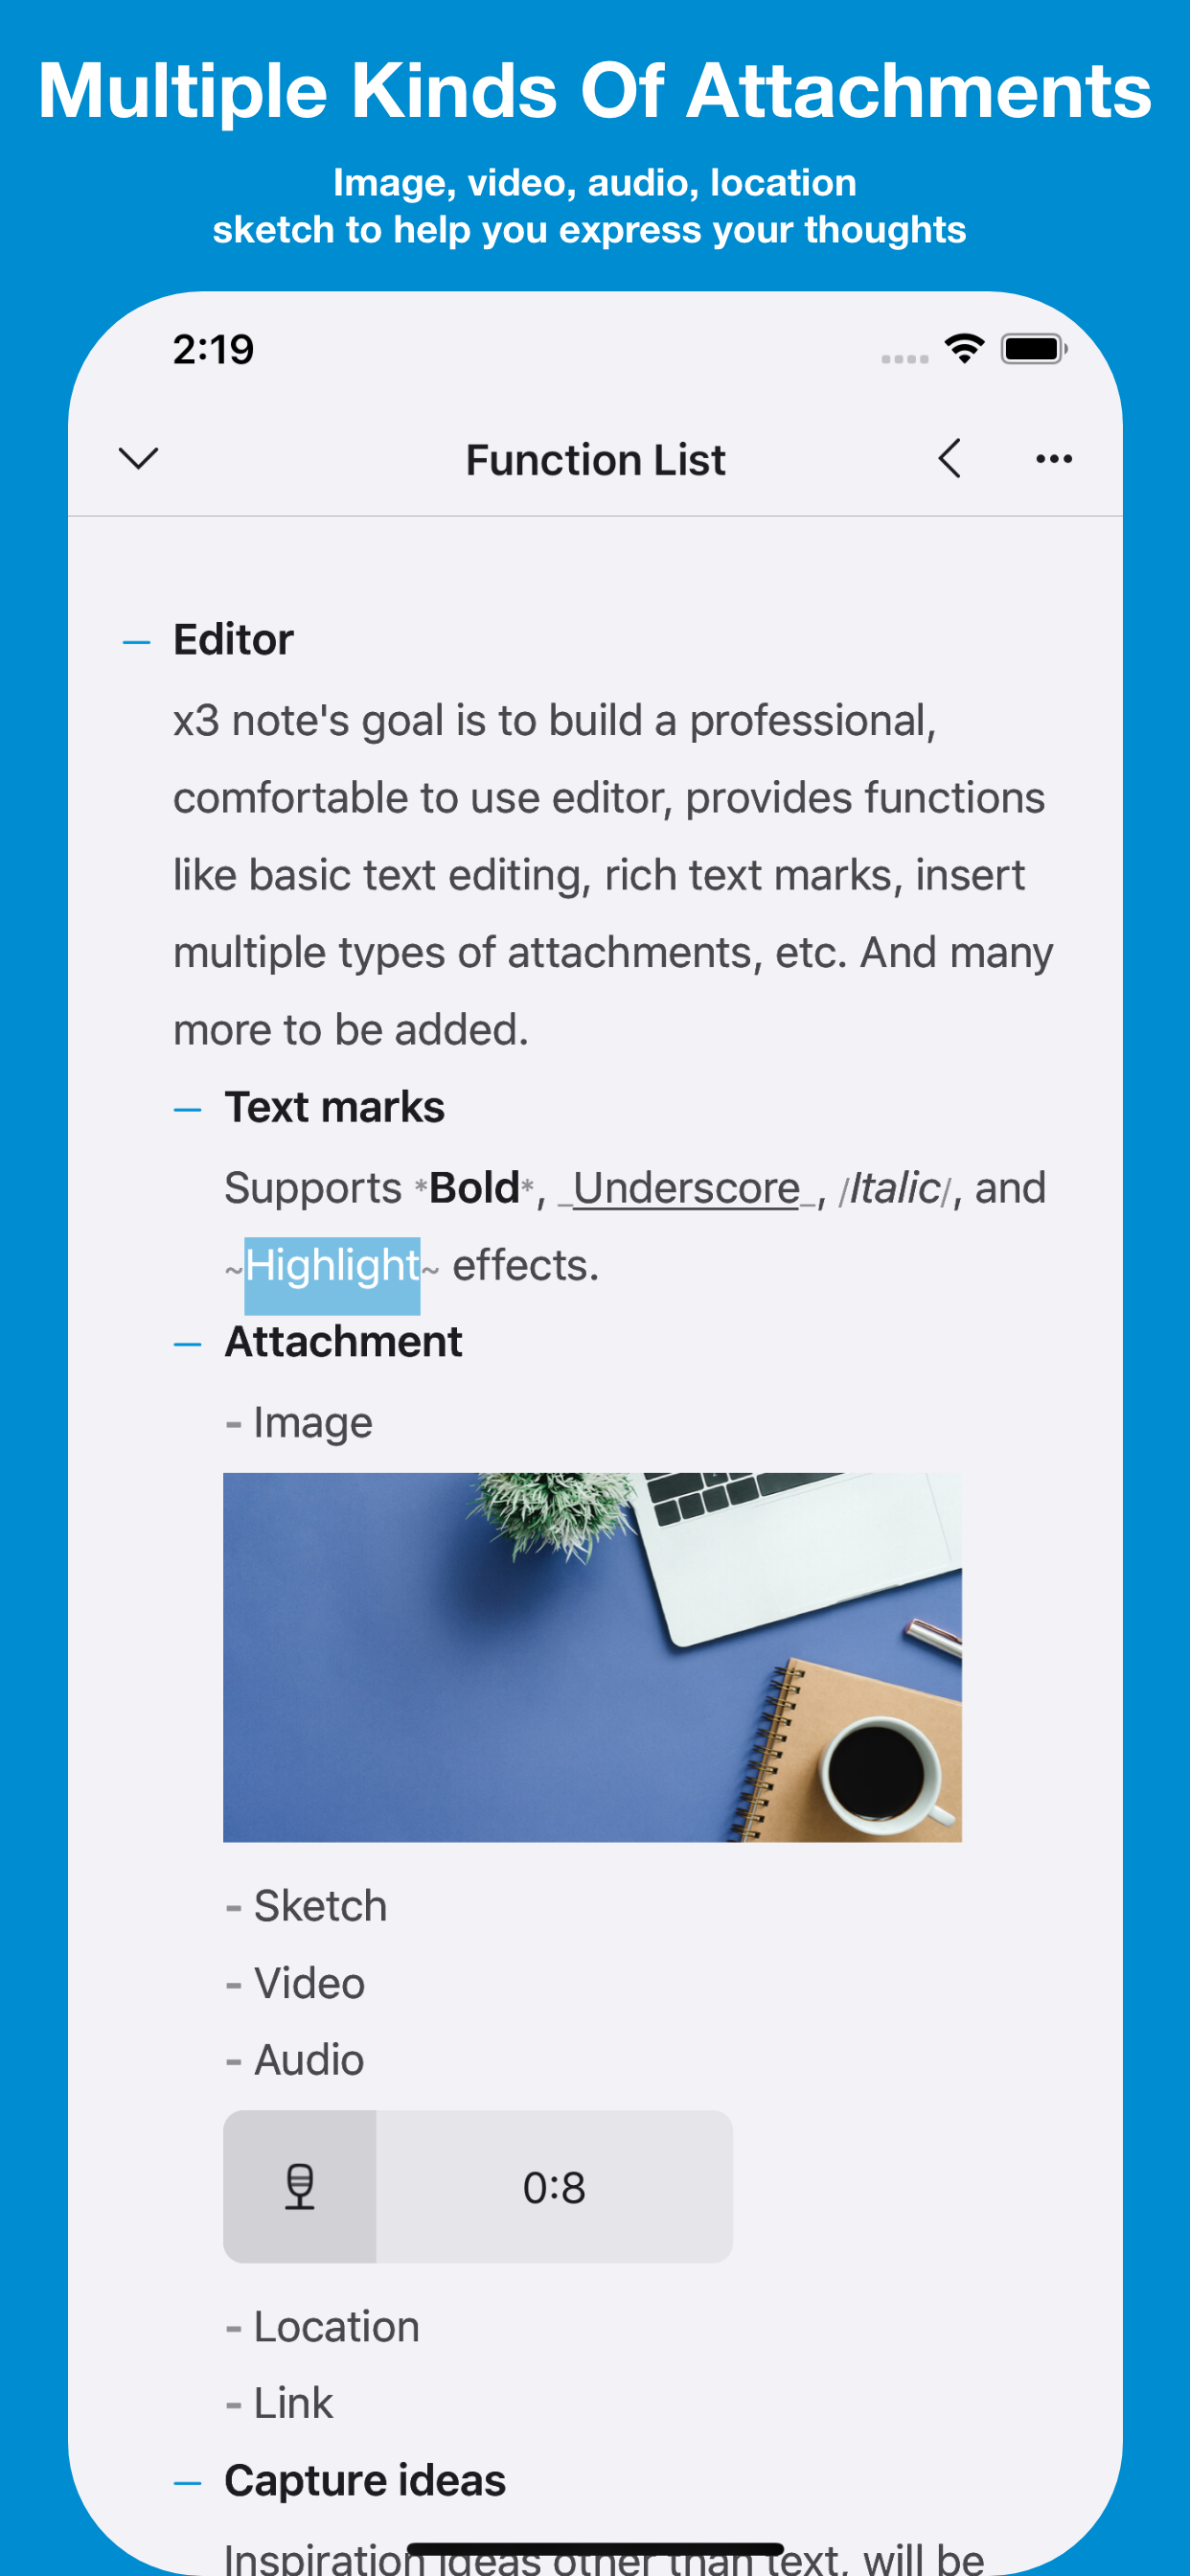 Multiple Kinds Of Attachments
Image, video, audio, location
sketch to help you express your thoughts
2:19
Function List
Editor
x3 note's goal is to build a professional,
comfortable to use editor, provides functions
like basic text editing, rich text marks, insert
multiple types of attachments, etc. And many
more to be added.
Text marks
Supports *Bold*, _Underscore_, /Italic/, and
~Highlight~ effects.
Attachment
- Image
- Sketch
- Video
- Audio
0:8
- Location
- Link
Capture ideas
Inspiration ideas other than text, will be